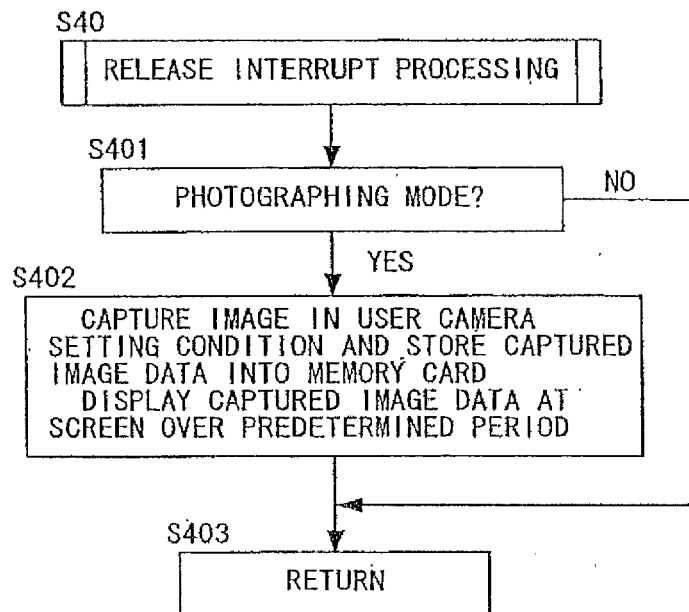 S40
RELEASE INTERRUPT PROCESSING
S401
PHOTOGRAPHING MODE?
NO
YES
S402
CAPTURE IMAGE IN USER CAMERA
SETTING CONDITION AND STORE CAPTURED
IMAGE DATA INTO MEMORY CARD
DISPLAY CAPTURED IMAGE DATA AT
SCREEN OVER PREDETERMINED PERIOD
S403
RETURN